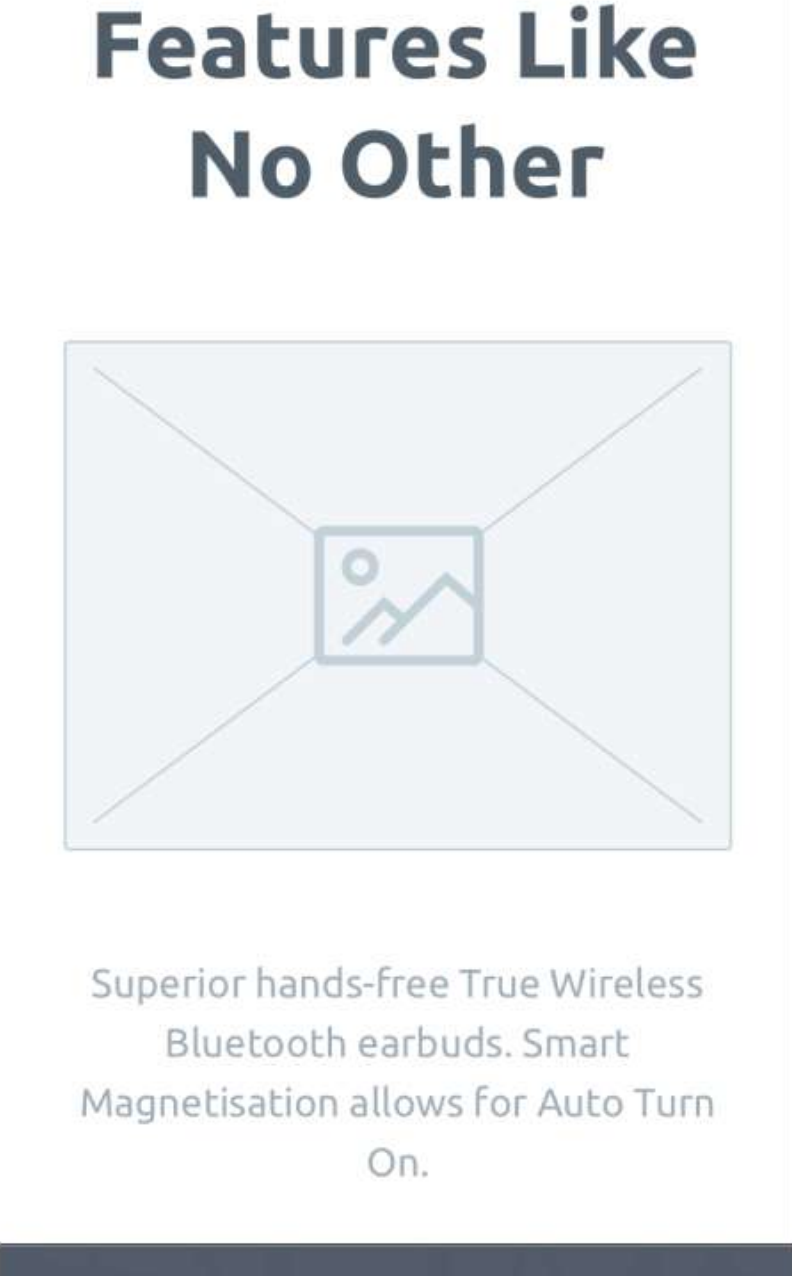 Features Like
No Other
Superior hands-free True Wireless
Bluetooth earbuds. Smart
Magnetisation allows for Auto Turn
On.